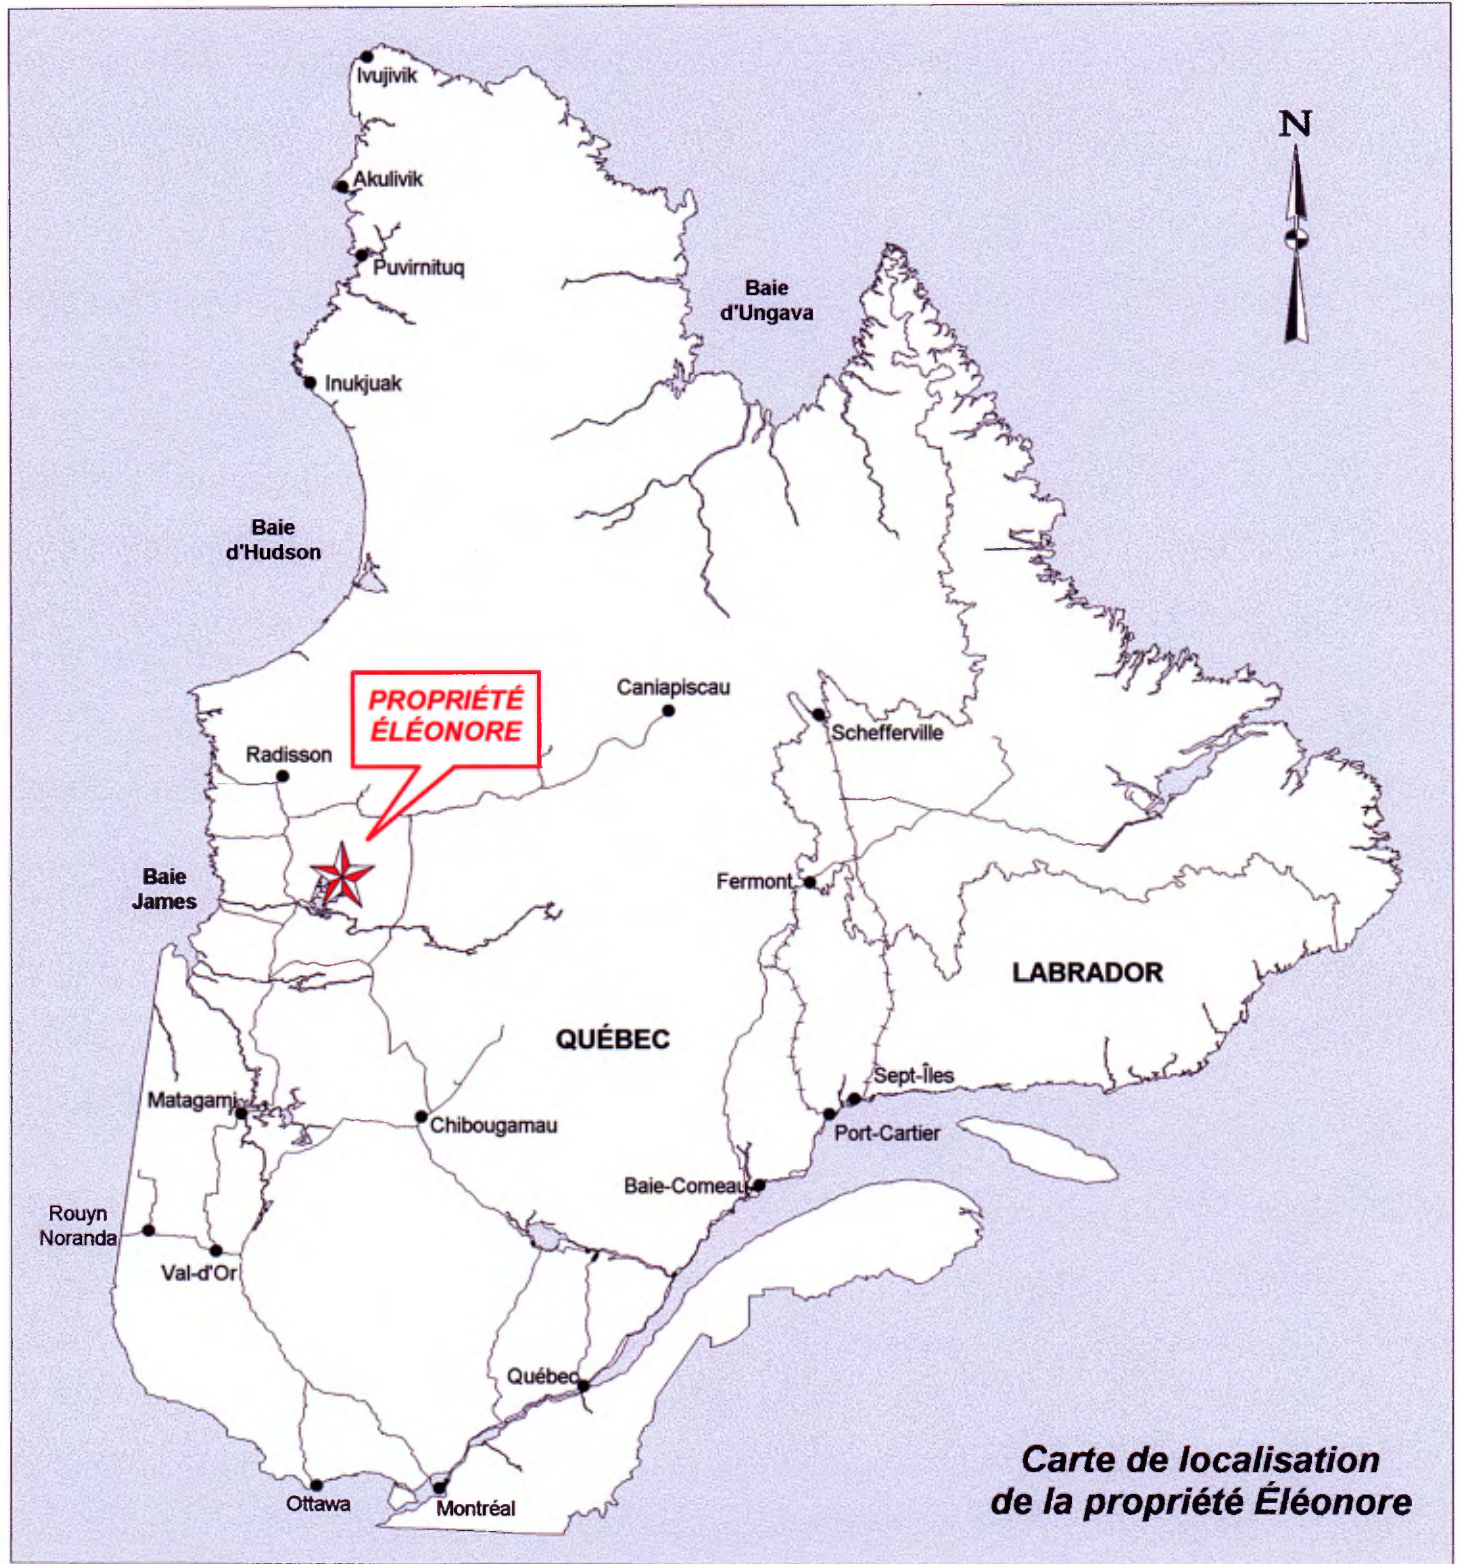 Ivujivik
N
Akulivik
Puvirnituq
Baie
d'Ungava
Inukjuak
Baie
d'Hudson
PROPRIÉTÉ
ÉLÉONORE
Caniapiscau
Schefferville
Radisson
Baie
James
Fermont
LABRADOR
QUÉBEC
Sept-Îles
Matagami
Chibougamau
Port-Cartier
Baie-Comeau
Rouyn
Noranda
Val-d'Or
Québec
Carte de localisation
de la propriété Éléonore
Ottawa
Montréal